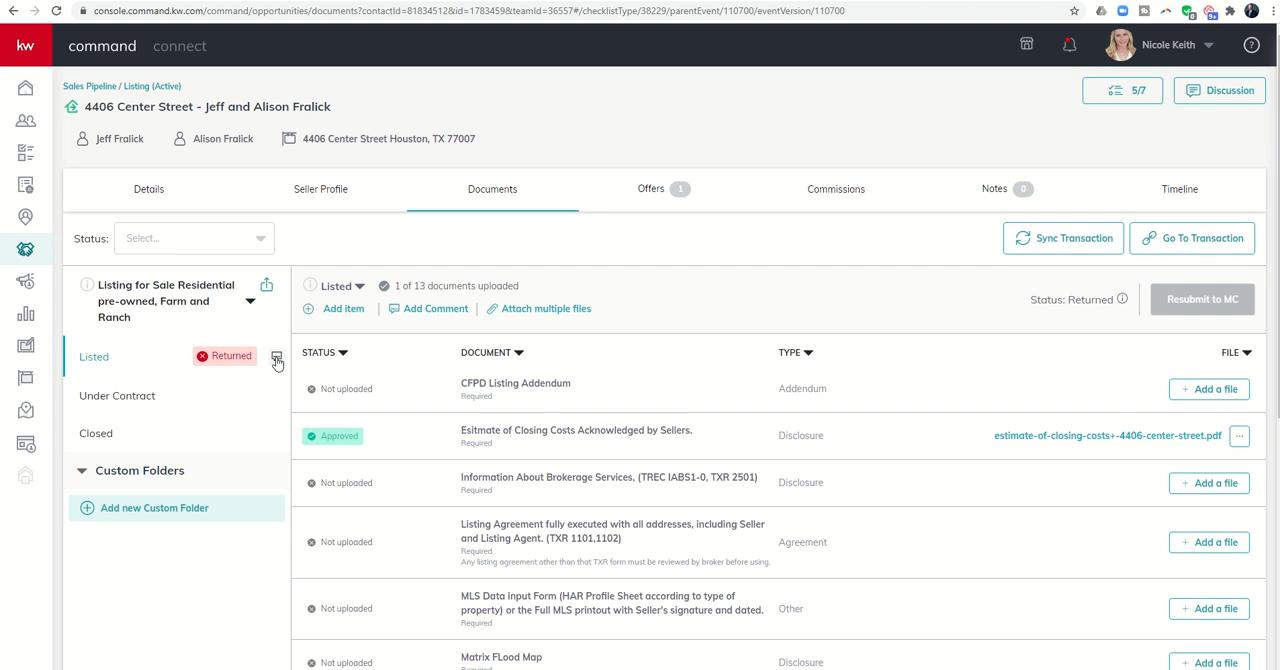 console.command.kw.com/command/opportunities/documents?contactId=81834512&id=1783459&teamId=36557#/checklistType/38229/parentEvent/110700/eventVersion/110700
kw
command connect
Nicole Keith
Sales Pipeline / Listing (Active)
4406 Center Street - Jeff and Alison Fralick
5/7
Discussion
Jeff Fralick
Alison Fralick
4406 Center Street Houston, TX 77007
Details
Seller Profile
Documents
Offers 1
Commissions
Notes 0
Timeline
Status:
Select...
Sync Transaction
Go To Transaction
Listing for Sale Residential
pre-owned, Farm and
Ranch
Listed
Returned
Under Contract
Closed
Custom Folders
Add new Custom Folder
Listed
1 of 13 documents uploaded
Add item
Add Comment
Attach multiple files
Status: Returned
Resubmit to MC
STATUS DOCUMENT TYPE FILE
Not uploaded
CFPD Listing Addendum
Required
Addendum
+ Add a file
Approved
Esitmate of Closing Costs Acknowledged by Sellers.
Required
Disclosure
estimate-of-closing-costs+-4406-center-street.pdf
...
Not uploaded
Information About Brokerage Services, (TREC IABS1-0, TXR 2501)
Required
Disclosure
+ Add a file
Not uploaded
Listing Agreement fully executed with all addresses, including Seller
and Listing Agent. (TXR 1101,1102)
Required
Any listing agreement other than that TXR form must be reviewed by broker before using.
Agreement
+ Add a file
Not uploaded
MLS Data input Form (HAR Profile Sheet according to type of
property) or the Full MLS printout with Seller's signature and dated.
Required
Other
+ Add a file
Not uploaded
Matrix FLood Map
Disclosure
+ Add a file